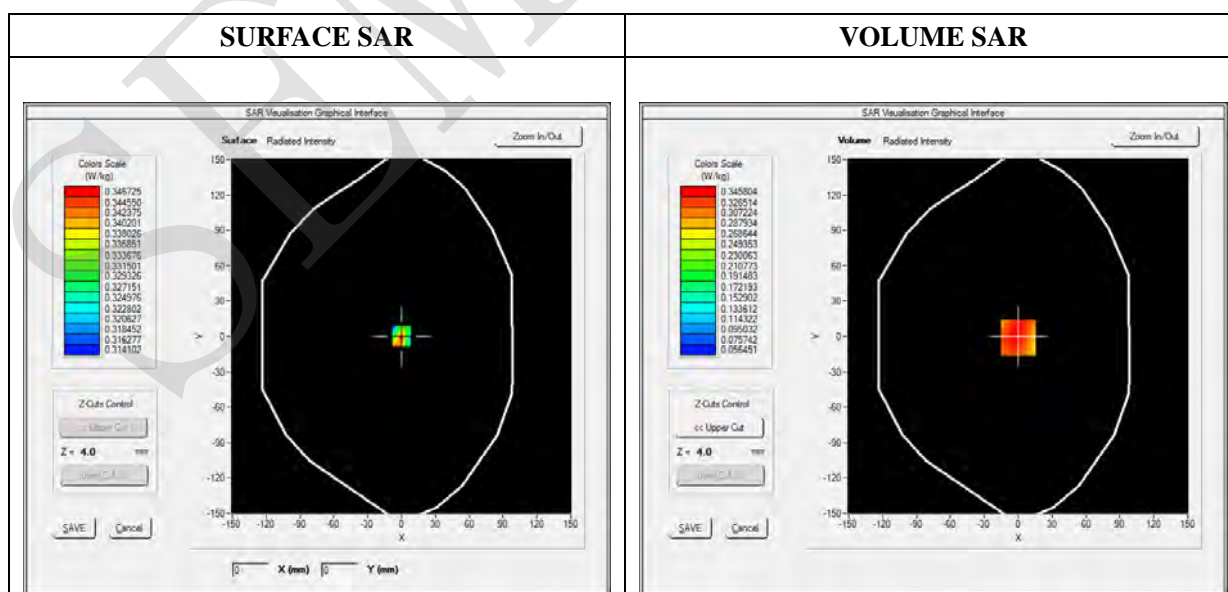 SURFACE SAR
VOLUME SAR
SAR Visualisation Graphical Interface
Surface Radiated Intensity
Zoom In/Out
Colors Scale
(W/kg)
0.346725
0.344550
0.342375
0.340201
0.338026
0.335851
0.333676
0.331501
0.329326
0.327151
0.324976
0.322802
0.320627
0.318452
0.316277
0.314102
Z-Cuts Control
<< Upper Cut
Z = 4.0 mm
SAVE Cancel
150
120
90
60
30
0
-30
-60
-90
-120
-150
Y
-150 -120 -90 -60 -30 0 30 60 90 120 150
X
0 X (mm) 0 Y (mm)
SAR Visualisation Graphical Interface
Volume Radiated Intensity
Zoom In/Out
Colors Scale
(W/kg)
0.345804
0.326514
0.307224
0.287934
0.268644
0.249353
0.230063
0.210773
0.191483
0.172193
0.152902
0.133612
0.114322
0.095032
0.075742
0.056451
Z-Cuts Control
<< Upper Cut
Z = 4.0 mm
SAVE Cancel
150
120
90
60
30
0
-30
-60
-90
-120
-150
Y
-150 -120 -90 -60 -30 0 30 60 90 120 150
X